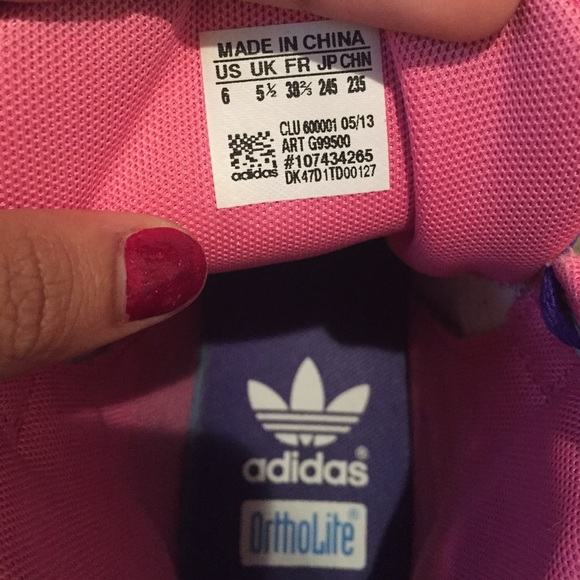 MADE IN CHINA
US UK FR JP CHN
6 5½ 38⅔ 245 235
CLU 600001 05/13
ART G99500
#107434265
adidas DK47D1TD00127
adidas®
OrthoLite®